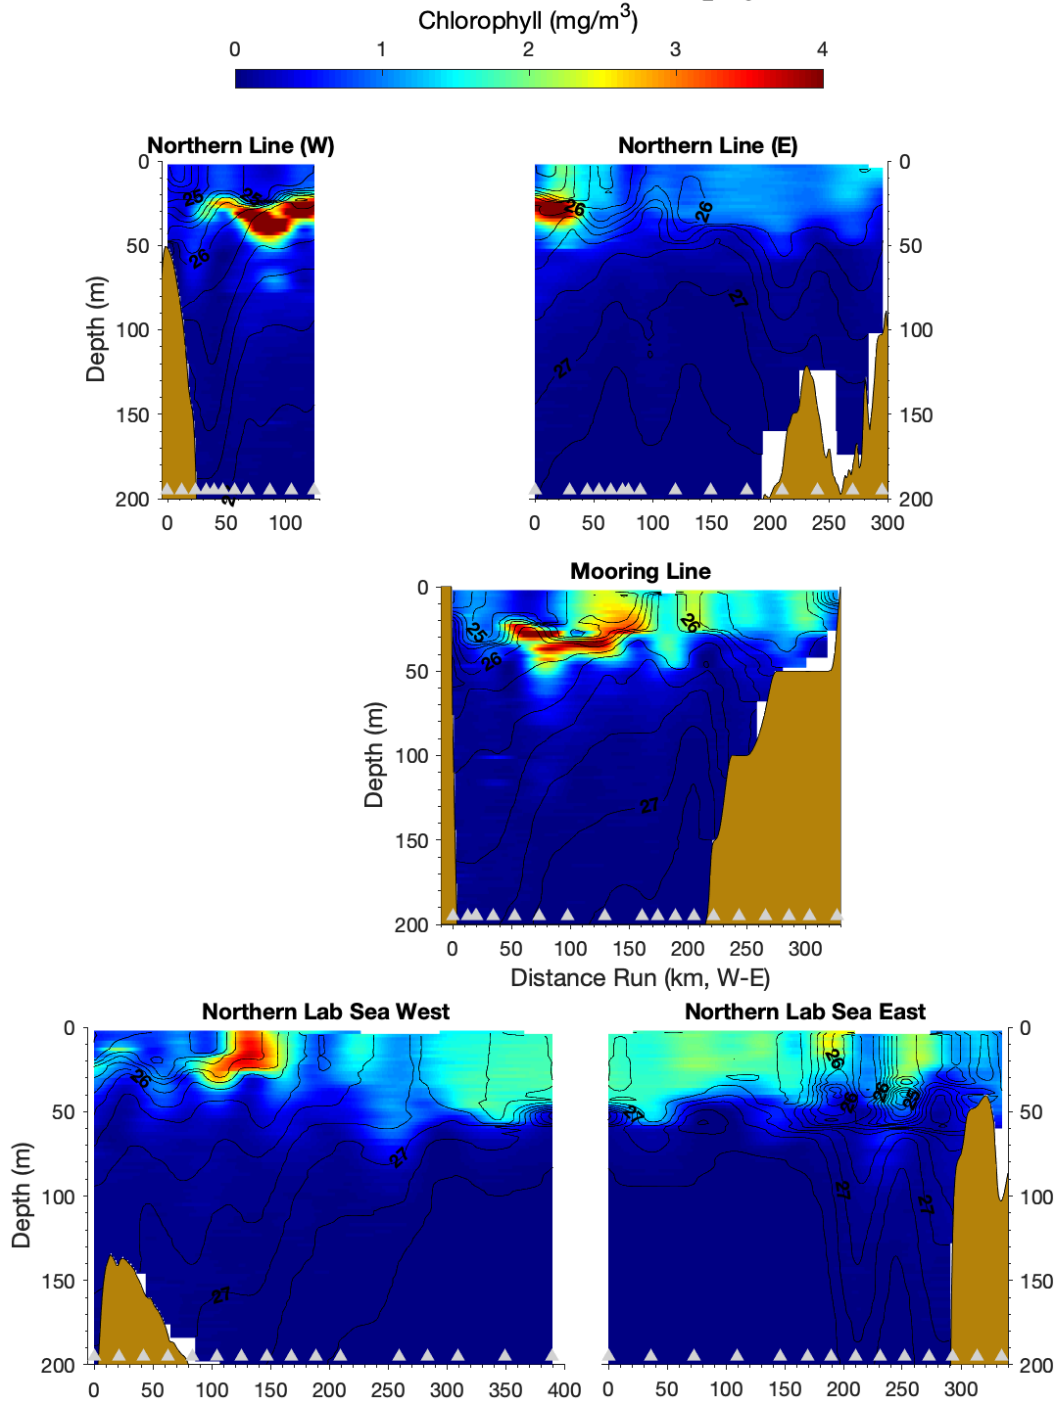 Chlorophyll (mg/m3)
0 1 2 3 4
Northern Line (W)
Northern Line (E)
0 50 100 150 200
Depth (m)
25 25 26
0 50 100
26 26 27 27
0 50 100 150 200
0 50 100 150 200 250 300
Mooring Line
0 50 100 150 200
Depth (m)
25 26 26 27
0 50 100 150 200 250 300
Distance Run (km, W-E)
Northern Lab Sea West
Northern Lab Sea East
0 50 100 150 200
Depth (m)
26 27 27
0 50 100 150 200 250 300 350 400
27 26 26 26 25 27 27
0 50 100 150 200
0 50 100 150 200 250 300